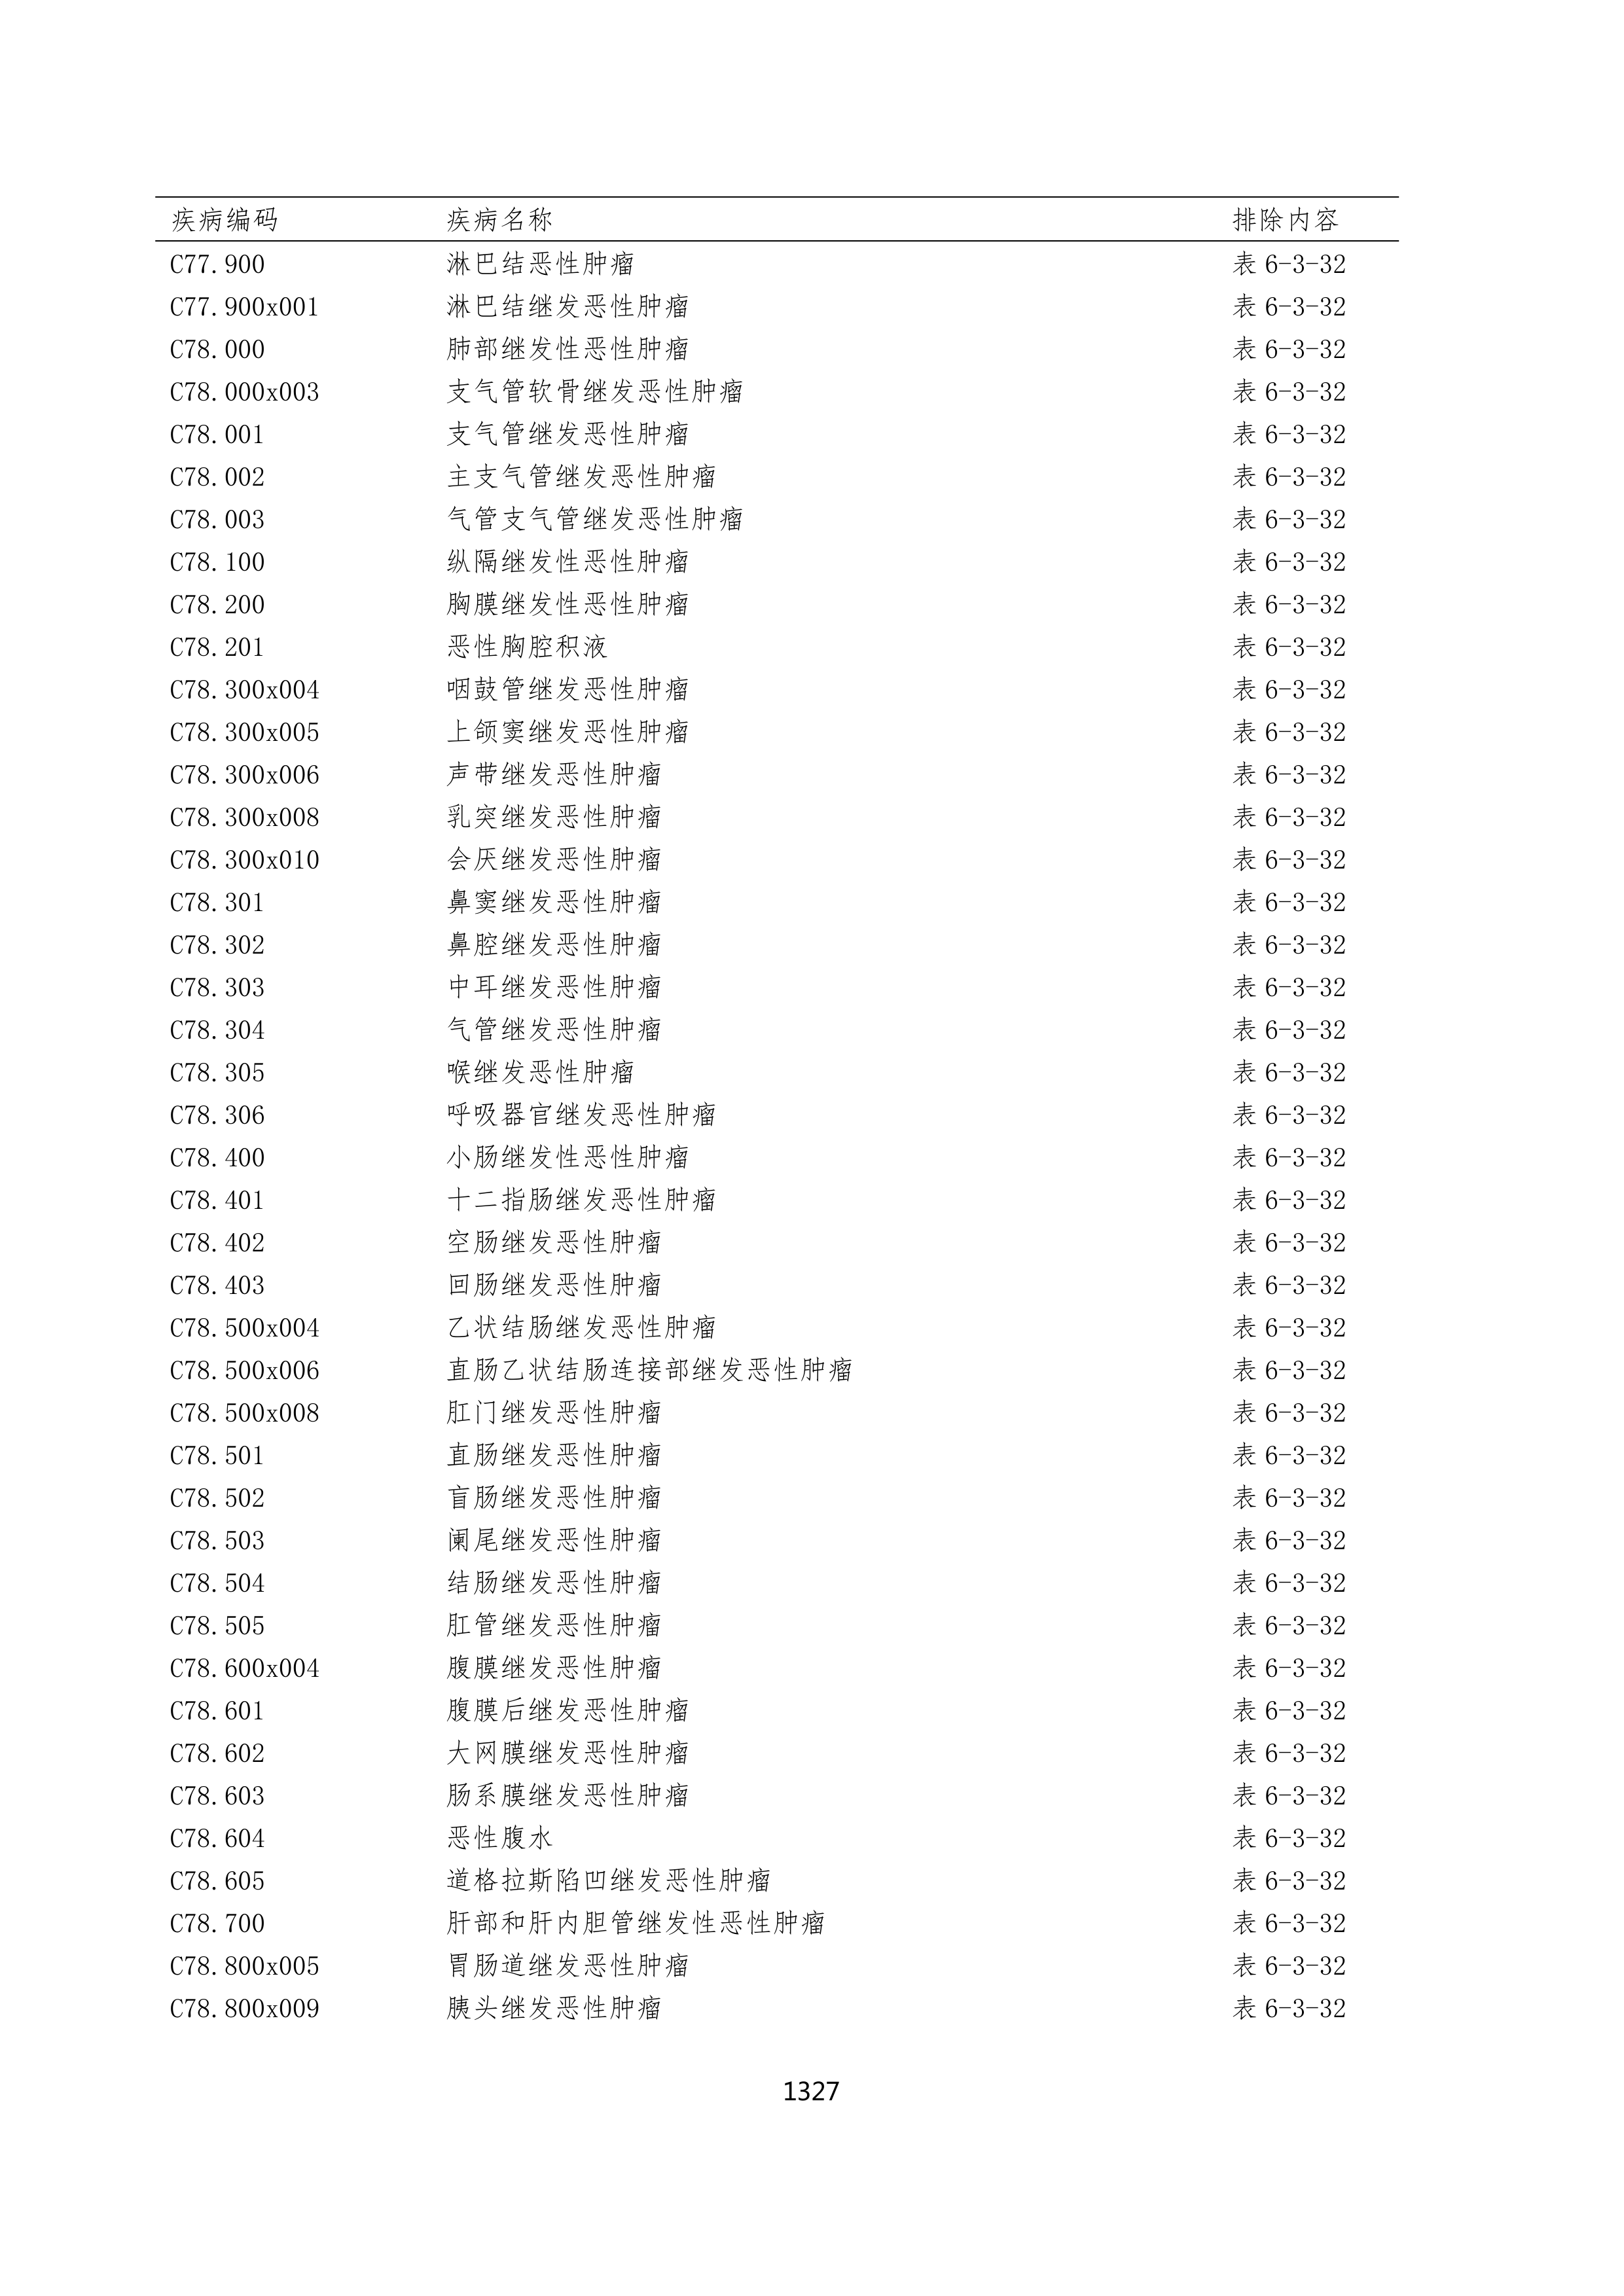 疾病编码 疾病名称 排除内容
C77.900 淋巴结恶性肿瘤 表 6-3-32
C77.900x001 淋巴结继发恶性肿瘤 表 6-3-32
C78.000 肺部继发性恶性肿瘤 表 6-3-32
C78.000x003 支气管软骨继发恶性肿瘤 表 6-3-32
C78.001 支气管继发恶性肿瘤 表 6-3-32
C78.002 主支气管继发恶性肿瘤 表 6-3-32
C78.003 气管支气管继发恶性肿瘤 表 6-3-32
C78.100 纵隔继发性恶性肿瘤 表 6-3-32
C78.200 胸膜继发性恶性肿瘤 表 6-3-32
C78.201 恶性胸腔积液 表 6-3-32
C78.300x004 咽鼓管继发恶性肿瘤 表 6-3-32
C78.300x005 上颌窦继发恶性肿瘤 表 6-3-32
C78.300x006 声带继发恶性肿瘤 表 6-3-32
C78.300x008 乳突继发恶性肿瘤 表 6-3-32
C78.300x010 会厌继发恶性肿瘤 表 6-3-32
C78.301 鼻窦继发恶性肿瘤 表 6-3-32
C78.302 鼻腔继发恶性肿瘤 表 6-3-32
C78.303 中耳继发恶性肿瘤 表 6-3-32
C78.304 气管继发恶性肿瘤 表 6-3-32
C78.305 喉继发恶性肿瘤 表 6-3-32
C78.306 呼吸器官继发恶性肿瘤 表 6-3-32
C78.400 小肠继发性恶性肿瘤 表 6-3-32
C78.401 十二指肠继发恶性肿瘤 表 6-3-32
C78.402 空肠继发恶性肿瘤 表 6-3-32
C78.403 回肠继发恶性肿瘤 表 6-3-32
C78.500x004 乙状结肠继发恶性肿瘤 表 6-3-32
C78.500x006 直肠乙状结肠连接部继发恶性肿瘤 表 6-3-32
C78.500x008 肛门继发恶性肿瘤 表 6-3-32
C78.501 直肠继发恶性肿瘤 表 6-3-32
C78.502 盲肠继发恶性肿瘤 表 6-3-32
C78.503 阑尾继发恶性肿瘤 表 6-3-32
C78.504 结肠继发恶性肿瘤 表 6-3-32
C78.505 肛管继发恶性肿瘤 表 6-3-32
C78.600x004 腹膜继发恶性肿瘤 表 6-3-32
C78.601 腹膜后继发恶性肿瘤 表 6-3-32
C78.602 大网膜继发恶性肿瘤 表 6-3-32
C78.603 肠系膜继发恶性肿瘤 表 6-3-32
C78.604 恶性腹水 表 6-3-32
C78.605 道格拉斯陷凹继发恶性肿瘤 表 6-3-32
C78.700 肝部和肝内胆管继发性恶性肿瘤 表 6-3-32
C78.800x005 胃肠道继发恶性肿瘤 表 6-3-32
C78.800x009 胰头继发恶性肿瘤 表 6-3-32
1327